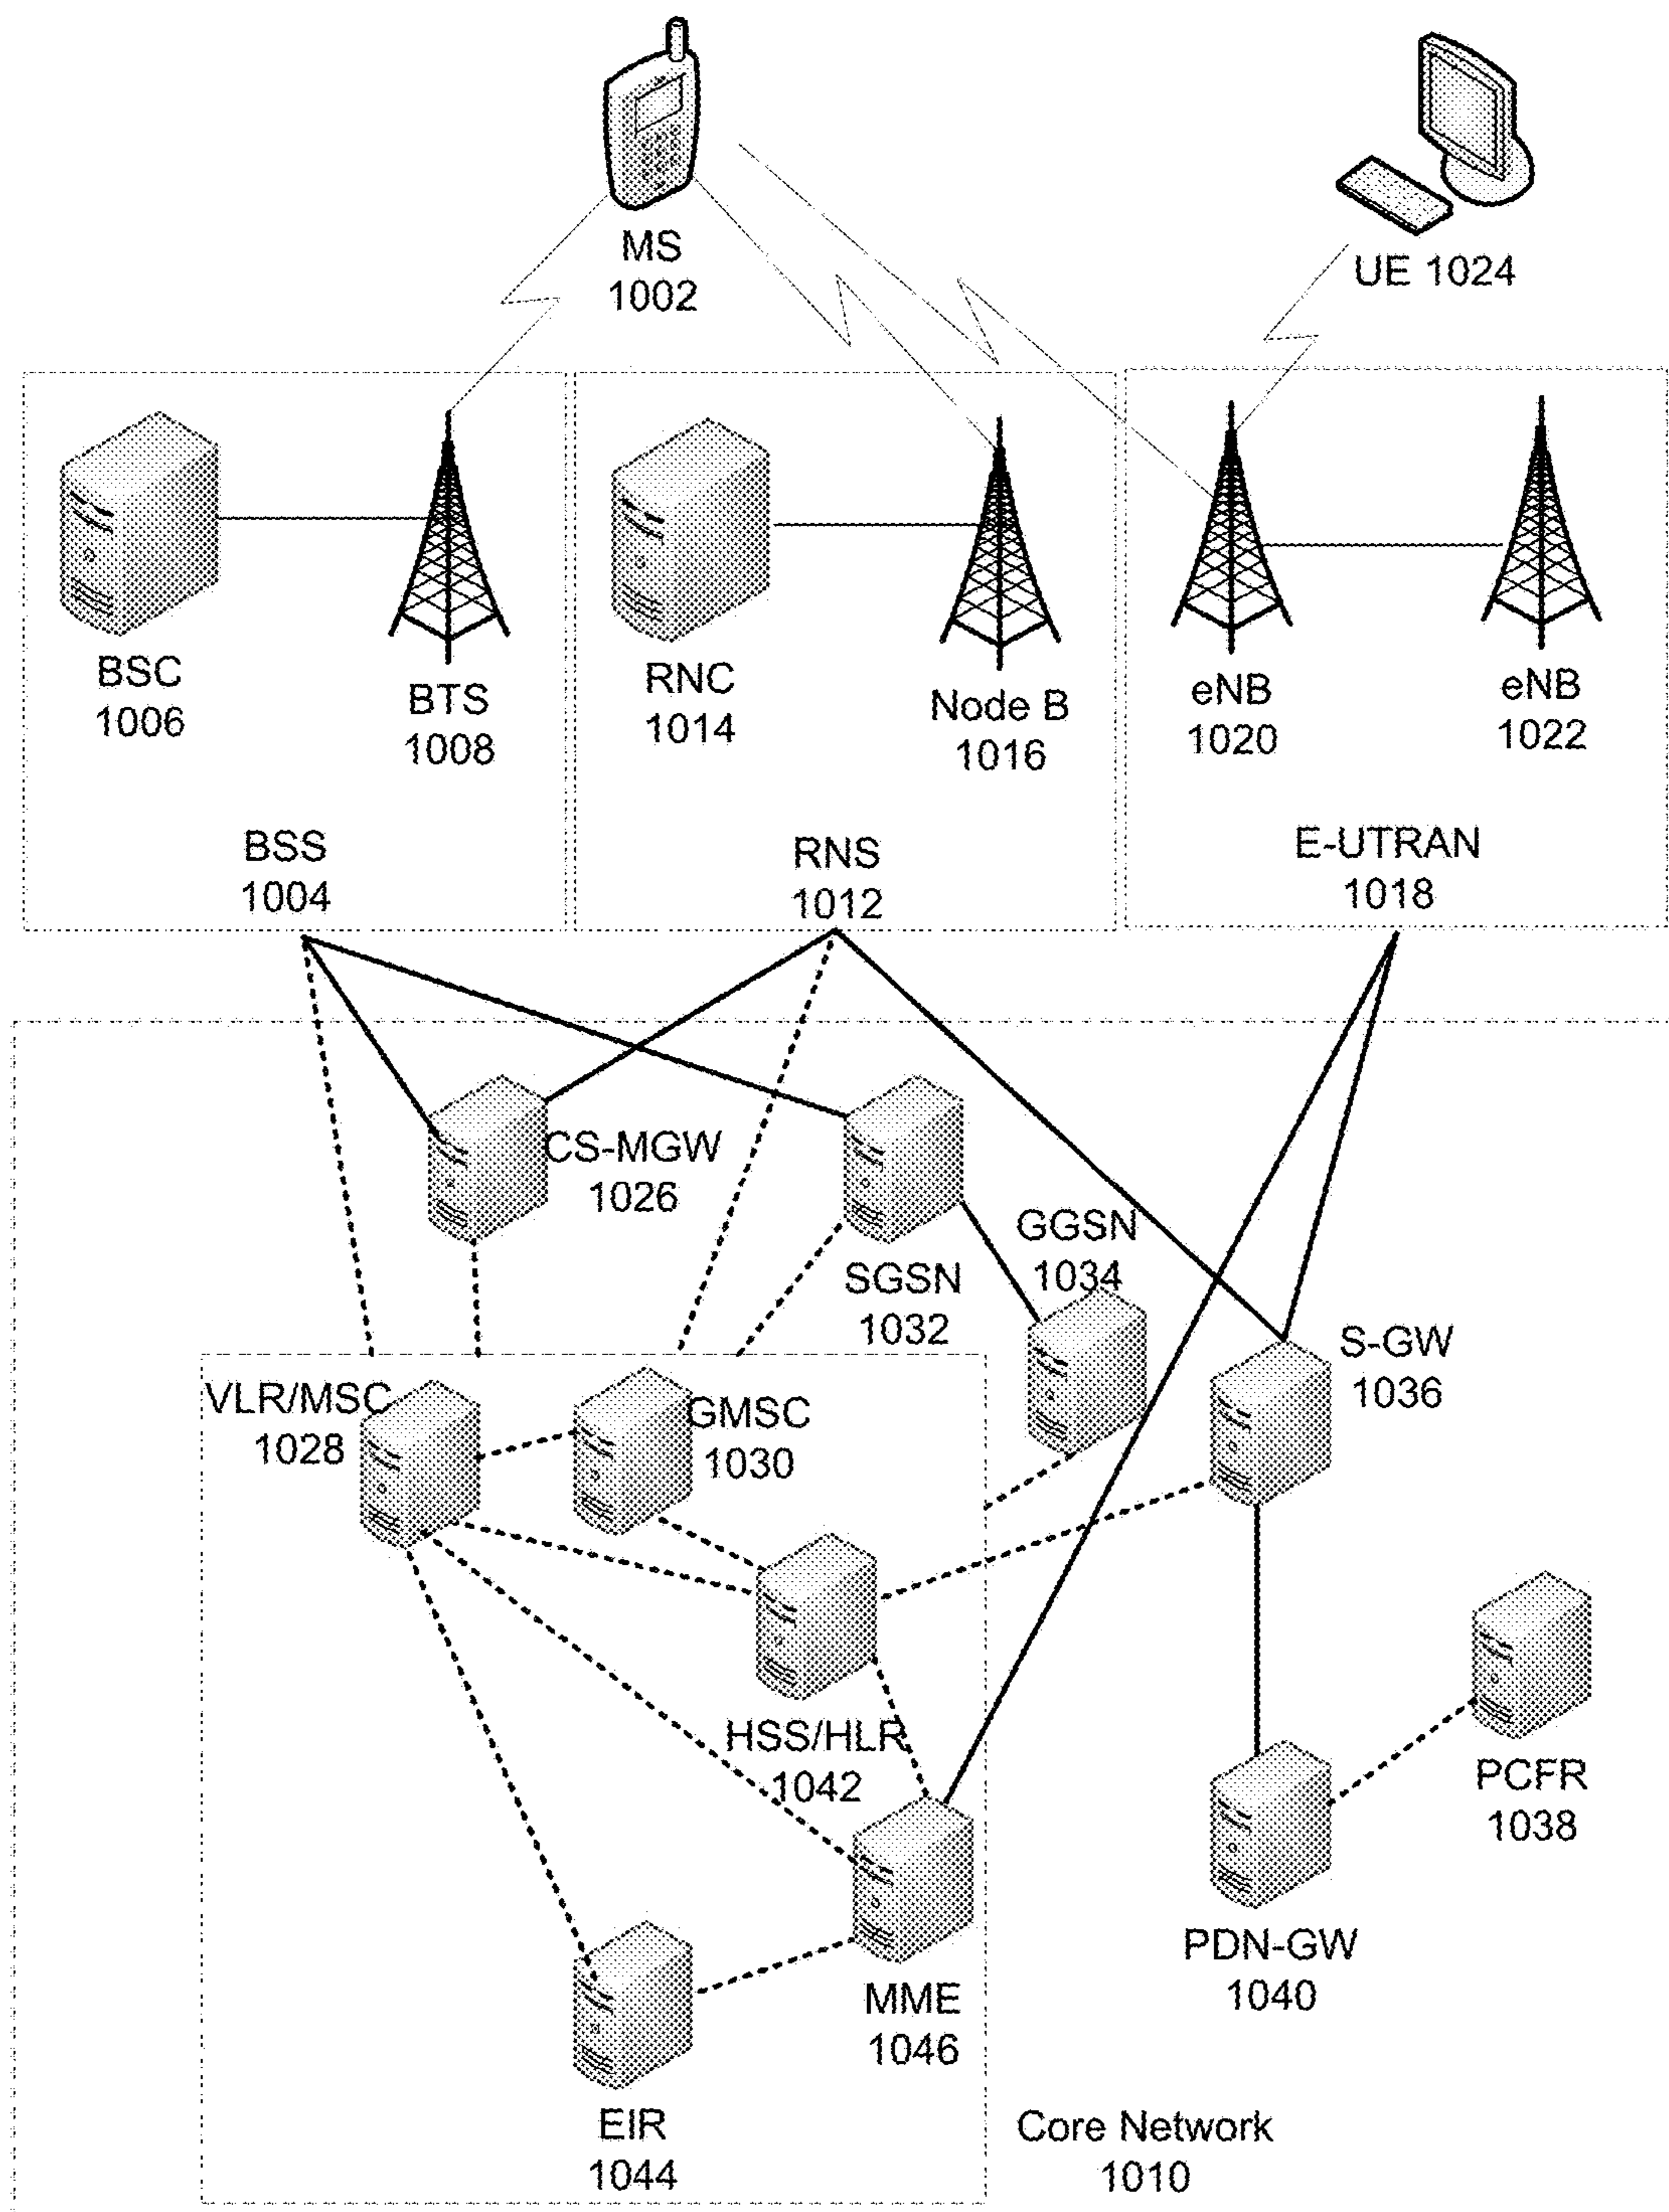 MS
1002
UE 1024
BSC
1006
BTS
1008
RNC
1014
Node B
1016
eNB
1020
eNB
1022
BSS
1004
RNS
1012
E-UTRAN
1018
CS-MGW
1026
SGSN
1032
GGSN
1034
S-GW
1036
VLR/MSC
1028
GMSC
1030
HSS/HLR
1042
PCFR
1038
PDN-GW
1040
MME
1046
EIR
1044
Core Network
1010